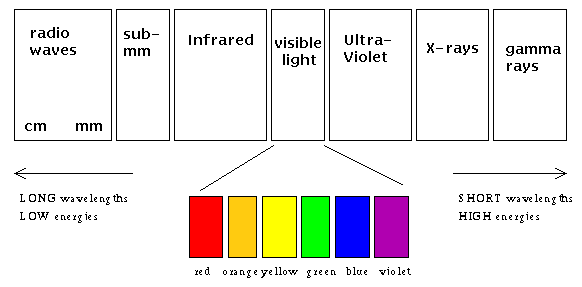 radio
waves
cm mm
sub-
mm
Infrared
visible
light
Ultra-
Violet
X-rays
gamma
rays
LONG wavelengths
LOW energies
SHORT wavelengths
HIGH energies
red orange yellow green blue violet